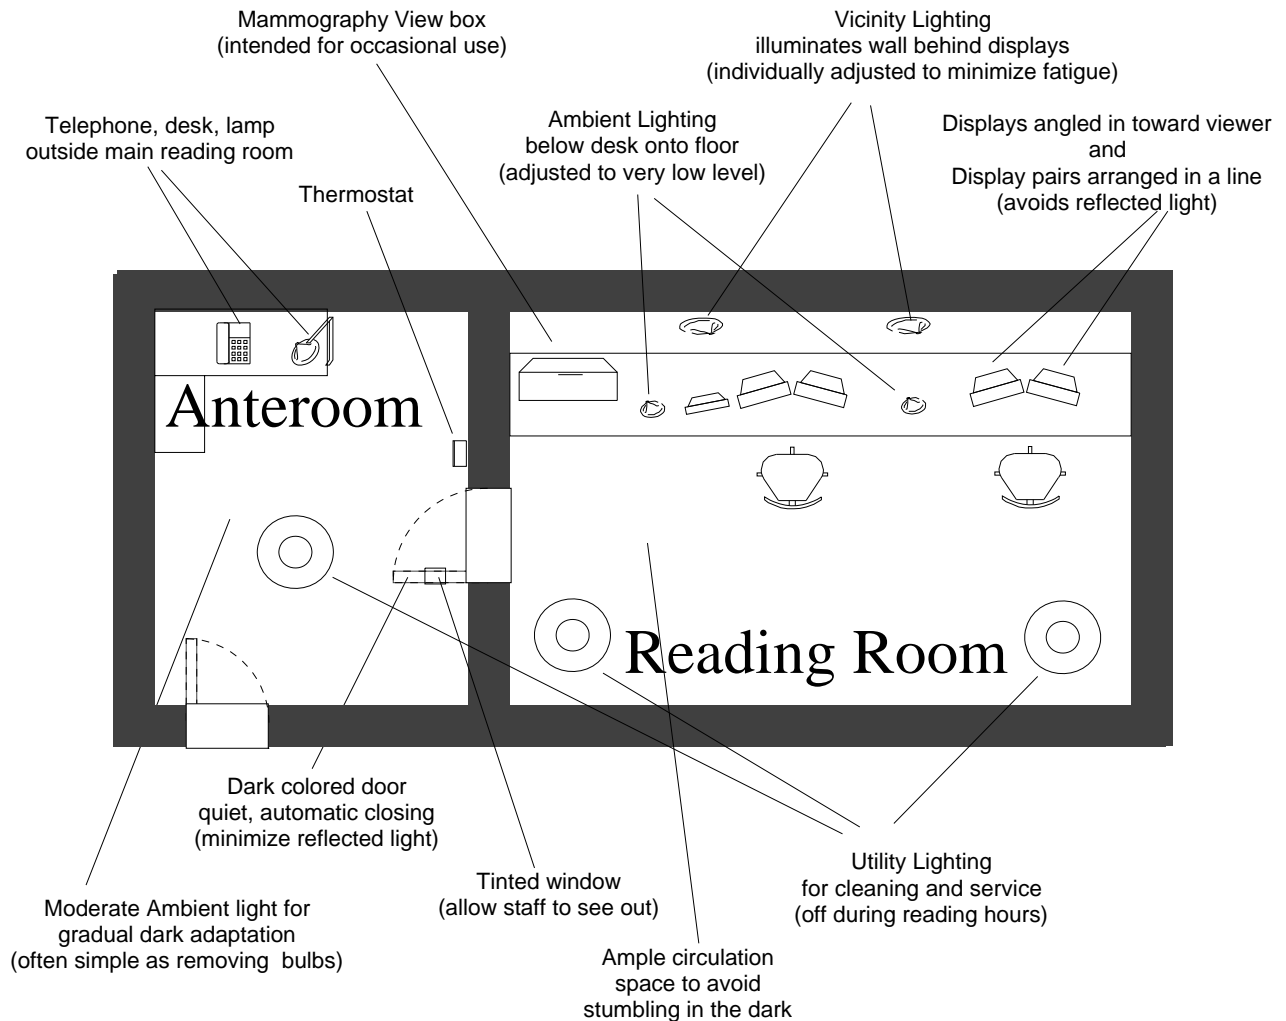 Mammography View box
(intended for occasional use)
Vicinity Lighting
illuminates wall behind displays
(individually adjusted to minimize fatigue)
Telephone, desk, lamp
outside main reading room
Thermostat
Ambient Lighting
below desk onto floor
(adjusted to very low level)
Displays angled in toward viewer
and
Display pairs arranged in a line
(avoids reflected light)
Anteroom
Reading Room
Dark colored door
quiet, automatic closing
(minimize reflected light)
Moderate Ambient light for
gradual dark adaptation
(often simple as removing  bulbs)
Tinted window
(allow staff to see out)
Ample circulation
space to avoid
stumbling in the dark
Utility Lighting
for cleaning and service
(off during reading hours)